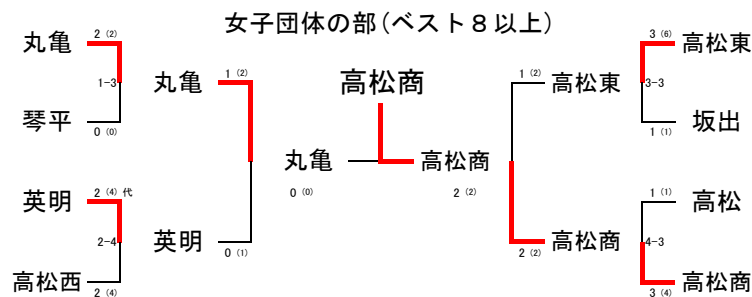 女子団体の部(ベスト８以上)
丸亀
2 (2)
1-3
琴平
0 (0)
英明
2 (4) 代
2-4
高松西
2 (4)
丸亀
1 (2)
英明
0 (1)
高松商
丸亀
0 (0)
高松商
2 (2)
1 (2)
高松東
2 (2)
高松商
3 (6)
高松東
3-3
1 (1)
坂出
1 (1)
高松
4-3
3 (4)
高松商